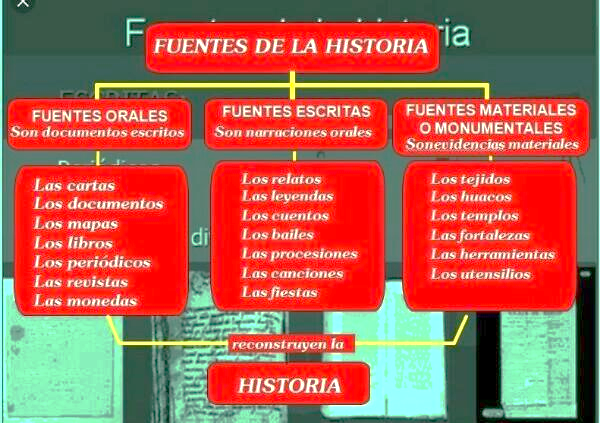 FUENTES DE LA HISTORIA
FUENTES ORALES
Son documentos escritos
FUENTES ESCRITAS
Son narraciones orales
FUENTES MATERIALES
O MONUMENTALES
Sonevidencias materiales
Las cartas
Los documentos
Los mapas
Los libros
Los periódicos
Las revistas
Las monedas
Los relatos
Las leyendas
Los cuentos
Los bailes
Las procesiones
Las canciones
Las fiestas
Los tejidos
Los huacos
Los templos
Las fortalezas
Las herramientas
Los utensilios
reconstruyen la
HISTORIA